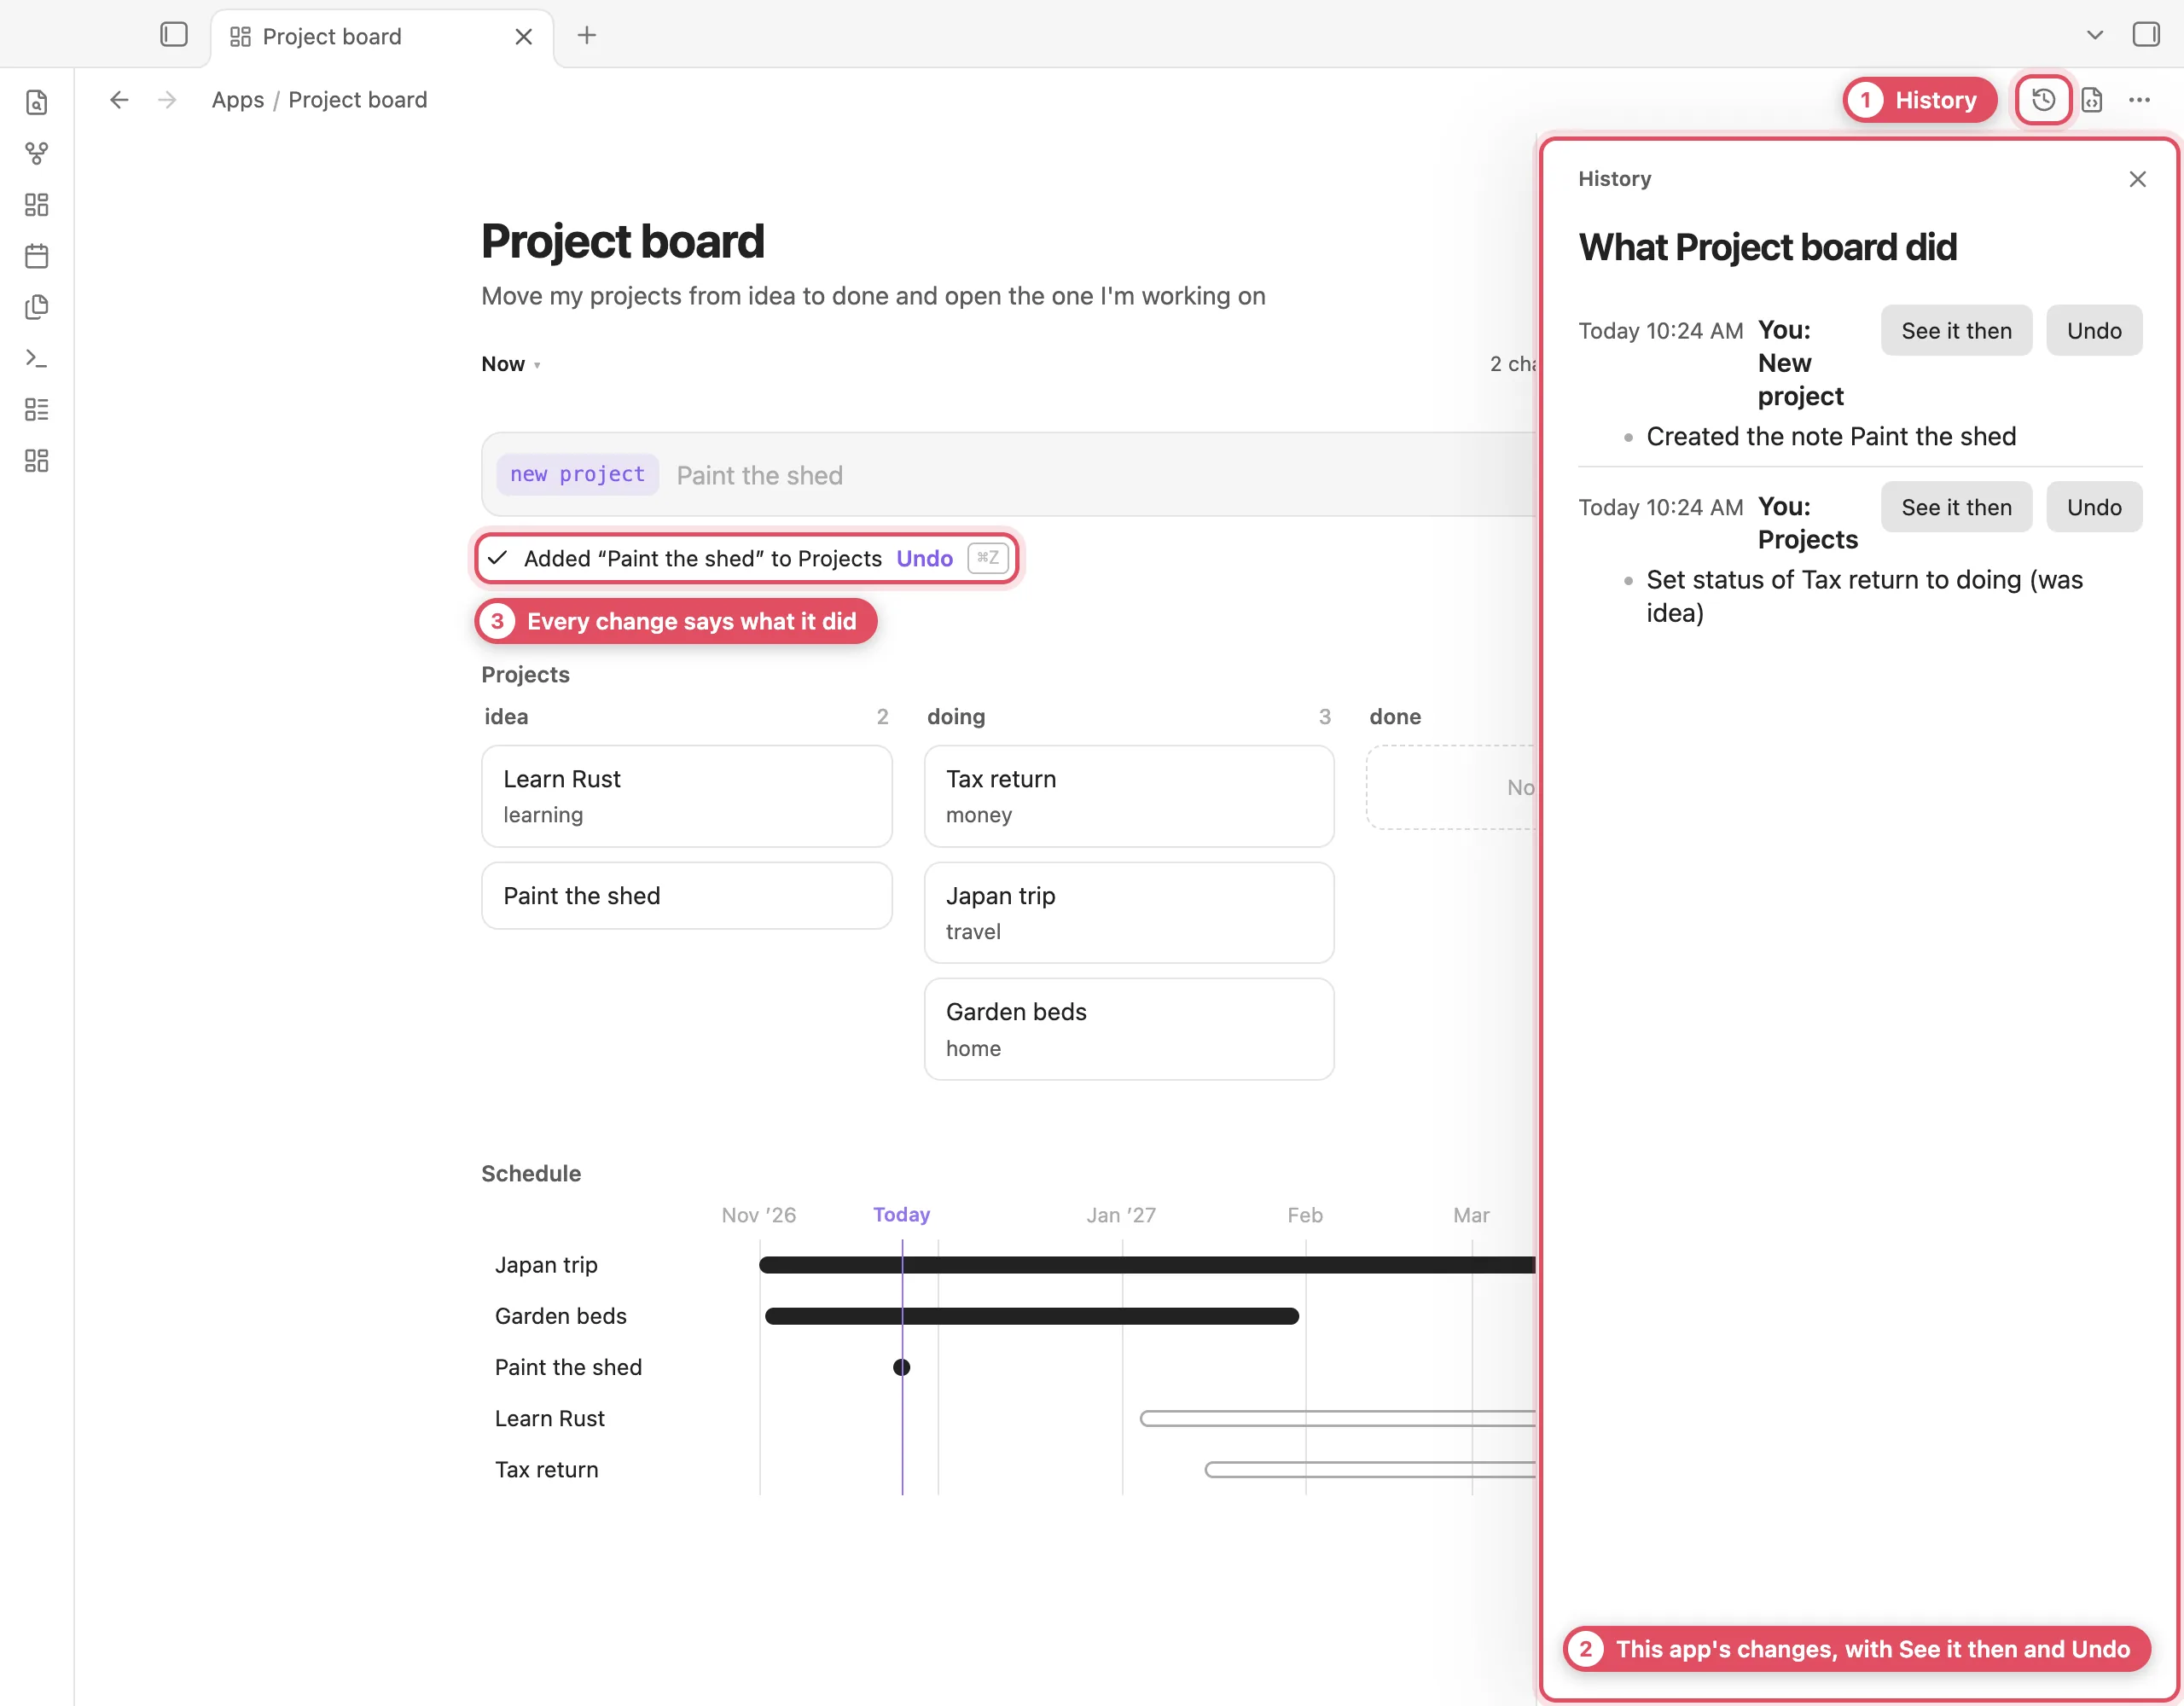 Project board
Apps / Project board
1 History
History
What Project board did
Today 10:24 AM You: New project See it then Undo
Created the note Paint the shed
Today 10:24 AM You: Projects See it then Undo
Set status of Tax return to doing (was
idea)
2 This app's changes, with See it then and Undo
Project board
Move my projects from idea to done and open the one I'm working on
Now
2 cha
new project Paint the shed
Added “Paint the shed” to Projects Undo ⌘Z
3 Every change says what it did
Projects
idea 2
doing 3
done
Learn Rust
learning
Paint the shed
Tax return
money
Japan trip
travel
Garden beds
home
No
Schedule
Nov ’26 Today Jan ’27 Feb Mar
Japan trip
Garden beds
Paint the shed
Learn Rust
Tax return